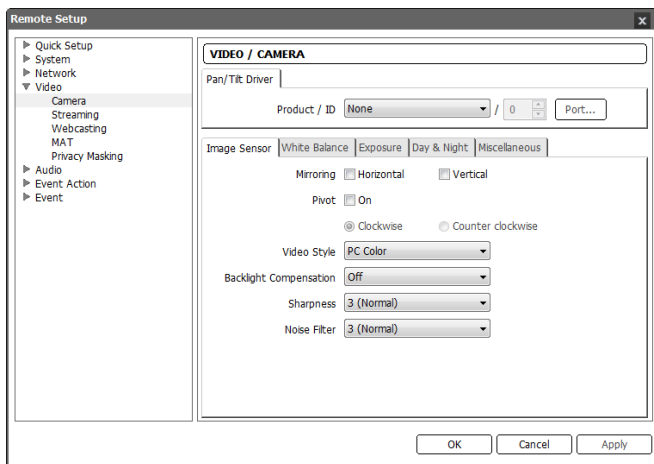 Remote Setup
x
Quick Setup
System
Network
Video
Camera
Streaming
Webcasting
MAT
Privacy Masking
Audio
Event Action
Event
VIDEO / CAMERA
Pan/Tilt Driver
Product / ID None / 0 Port...
Image Sensor White Balance Exposure Day & Night Miscellaneous
Mirroring Horizontal Vertical
Pivot On
Clockwise Counter clockwise
Video Style PC Color
Backlight Compensation Off
Sharpness 3 (Normal)
Noise Filter 3 (Normal)
OK Cancel Apply